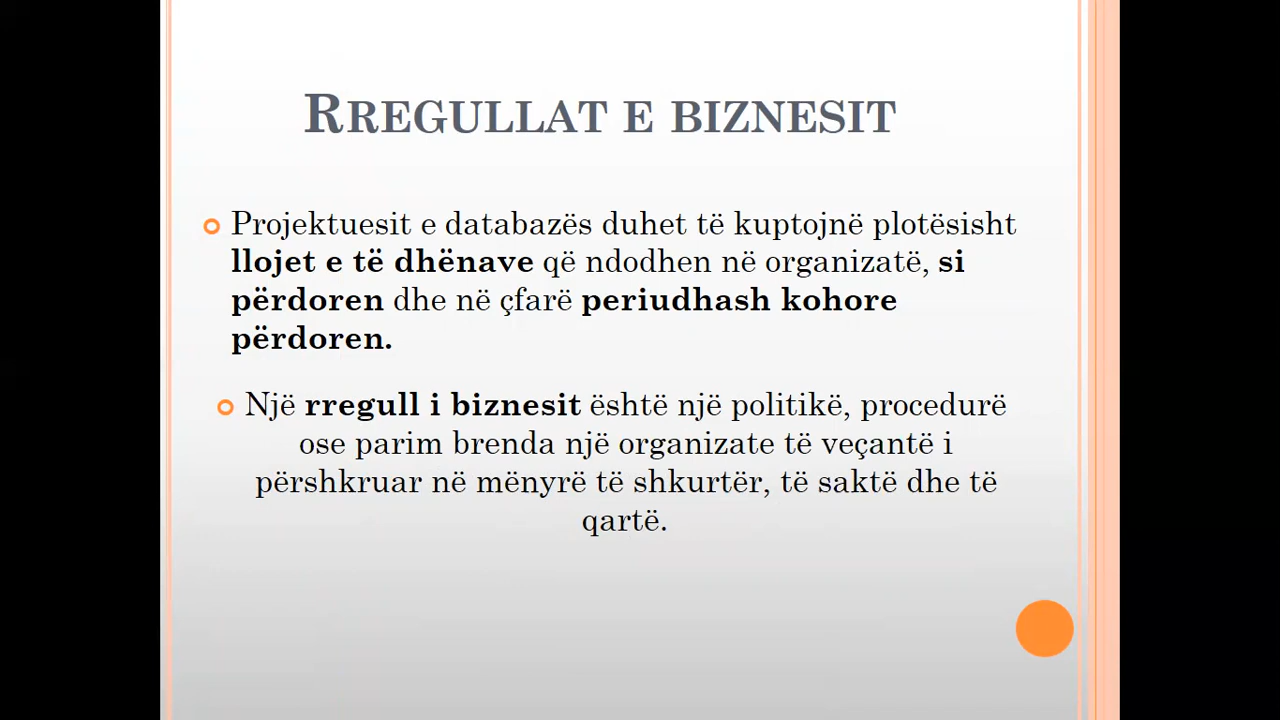 RREGULLAT E BIZNESIT
Projektuesit e databazës duhet të kuptojnë plotësisht
llojet e të dhënave që ndodhen në organizatë, si
përdoren dhe në çfarë periudhash kohore
përdoren.
Një rregull i biznesit është një politikë, procedurë
ose parim brenda një organizate të veçantë i
përshkruar në mënyrë të shkurtër, të saktë dhe të
qartë.